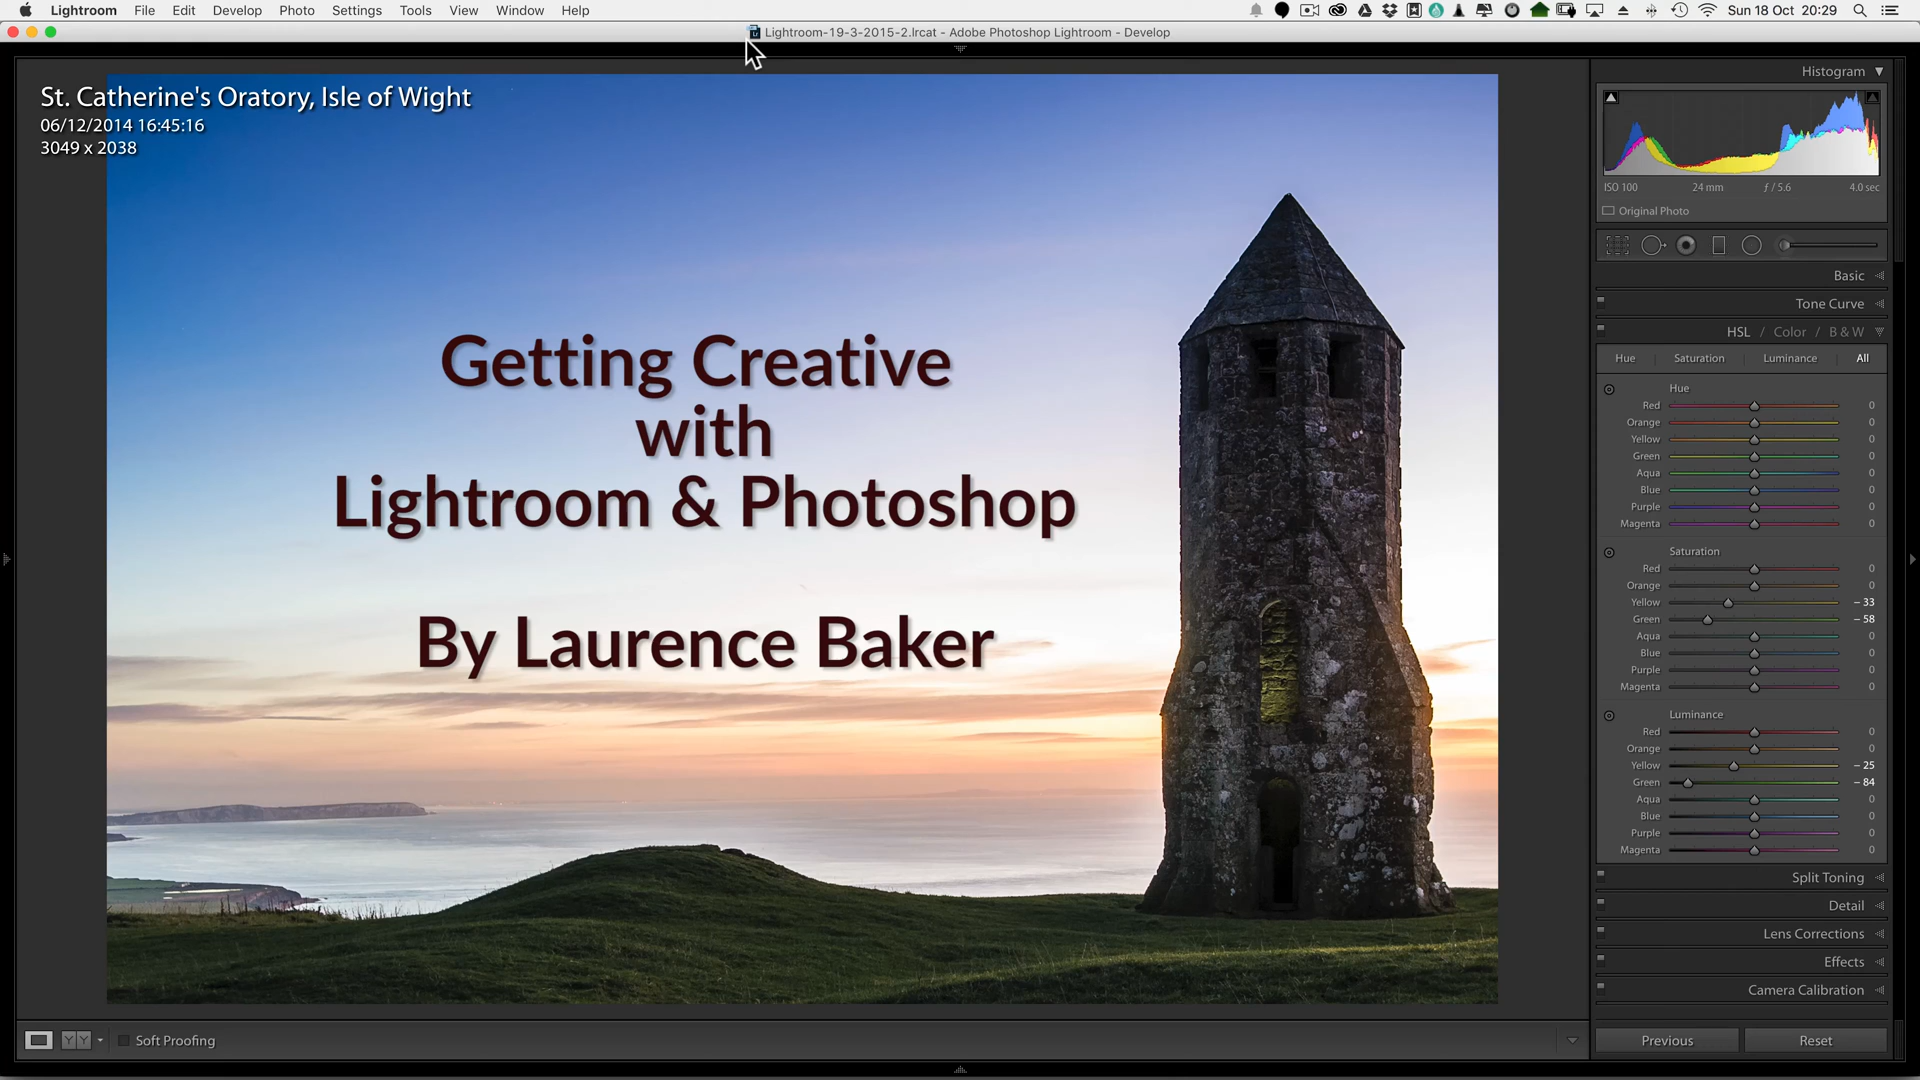 Lightroom File Edit Develop Photo Settings Tools View Window Help Sun 18 Oct 20:29
Lightroom-19-3-2015-2.lrcat - Adobe Photoshop Lightroom - Develop
St. Catherine's Oratory, Isle of Wight
06/12/2014 16:45:16
3049 x 2038
Getting Creative
with
Lightroom & Photoshop
By Laurence Baker
Histogram
ISO 100 24 mm ƒ / 5.6 4.0 sec
Original Photo
Basic
Tone Curve
HSL / Color / B & W
Hue Saturation Luminance All
Hue
Red 0
Orange 0
Yellow 0
Green 0
Aqua 0
Blue 0
Purple 0
Magenta 0
Saturation
Red 0
Orange 0
Yellow – 33
Green – 58
Aqua 0
Blue 0
Purple 0
Magenta 0
Luminance
Red 0
Orange 0
Yellow – 25
Green – 84
Aqua 0
Blue 0
Purple 0
Magenta 0
Split Toning
Detail
Lens Corrections
Effects
Camera Calibration
Y Y Soft Proofing
Previous Reset